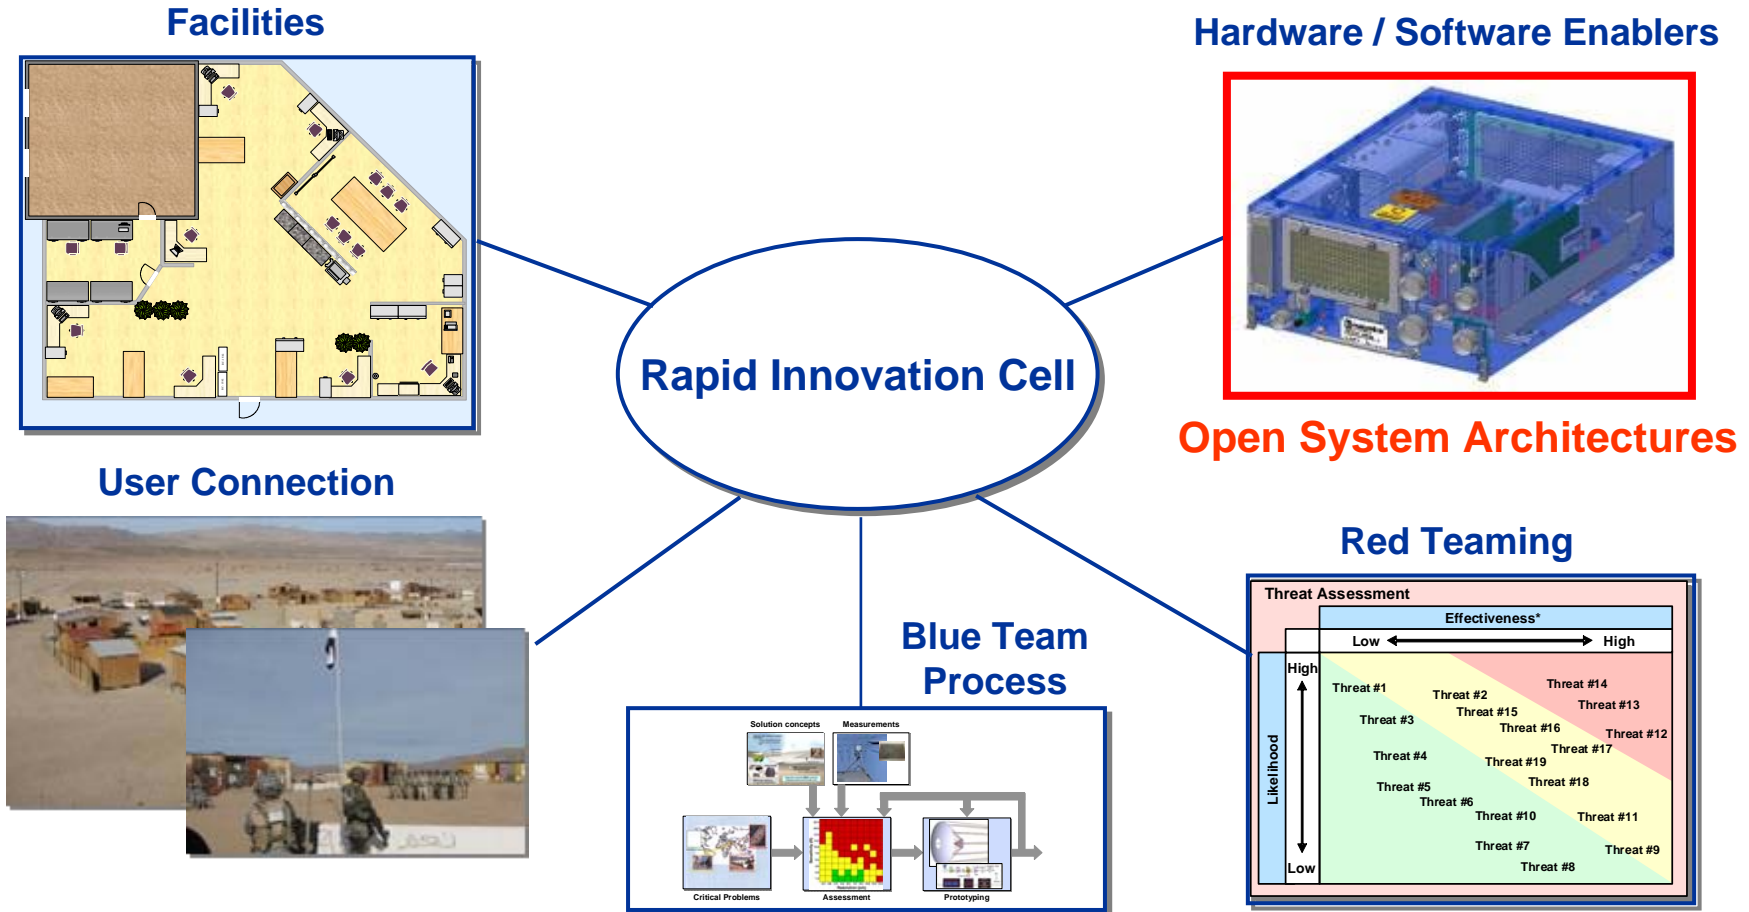 Facilities
Hardware / Software Enablers
Rapid Innovation Cell
Open System Architectures
User Connection
Red Teaming
Threat Assessment
Effectiveness*
Low
High
Likelihood
High
Low
Threat #1
Threat #2
Threat #14
Threat #3
Threat #15
Threat #13
Threat #16
Threat #12
Threat #4
Threat #17
Threat #19
Threat #5
Threat #18
Threat #6
Threat #10
Threat #11
Threat #7
Threat #9
Threat #8
Blue Team
Process
Solution concepts
Measurements
Critical Problems
Assessment
Prototyping